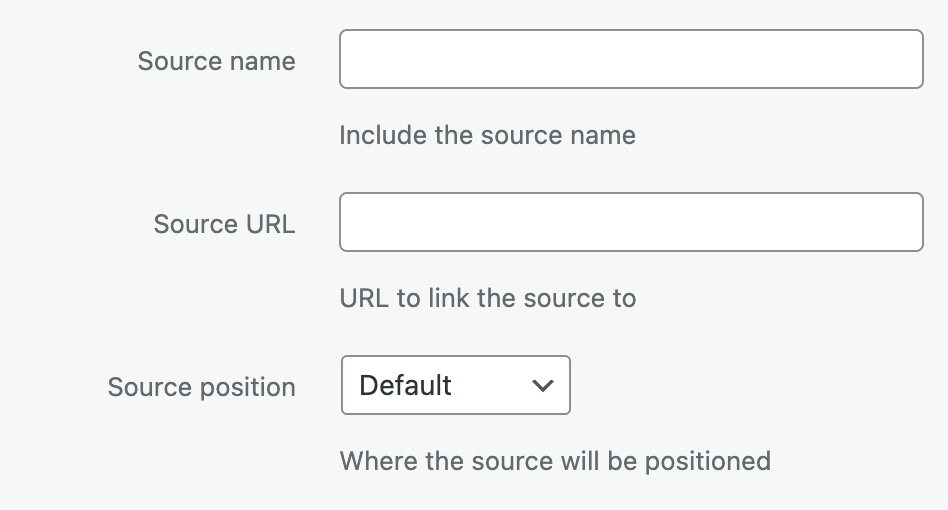 Source name
Include the source name
Source URL
URL to link the source to
Source position
Default
Where the source will be positioned